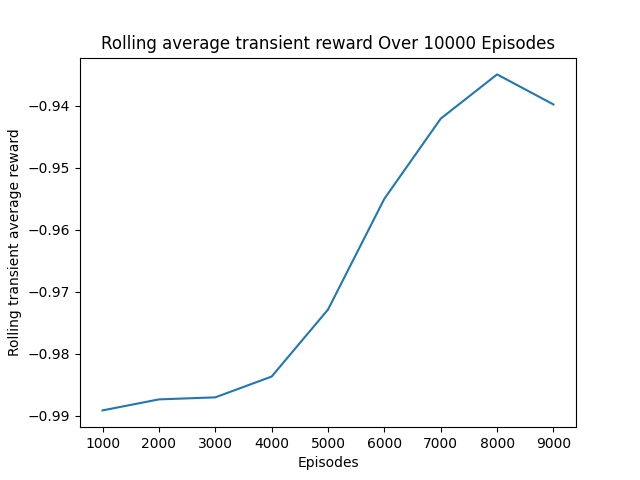 Rolling average transient reward Over 10000 Episodes
Rolling transient average reward
−0.94
−0.95
−0.96
−0.97
−0.98
−0.99
1000 2000 3000 4000 5000 6000 7000 8000 9000
Episodes